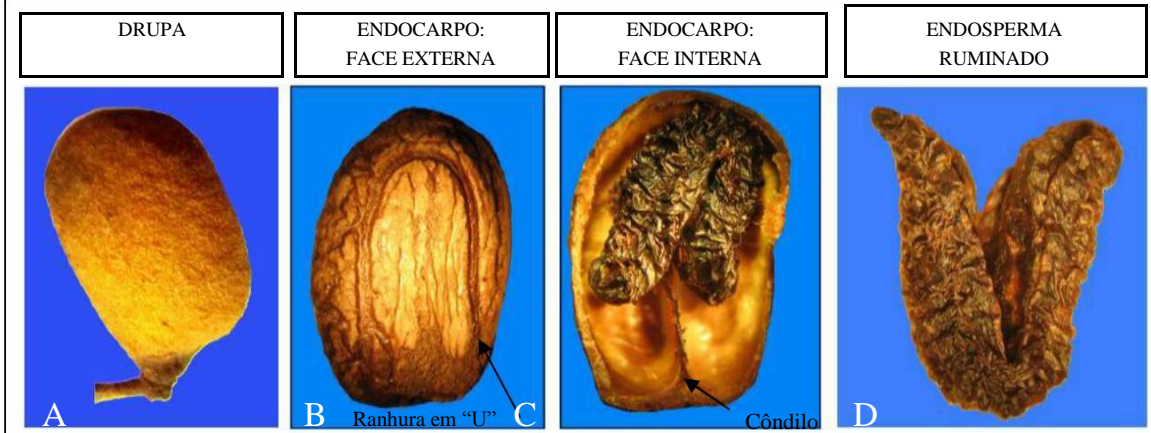 DRUPA
ENDOCARPO:
FACE EXTERNA
ENDOCARPO:
FACE INTERNA
ENDOSPERMA
RUMINADO
A
B
Ranhura em “U”
C
Côndilo
D